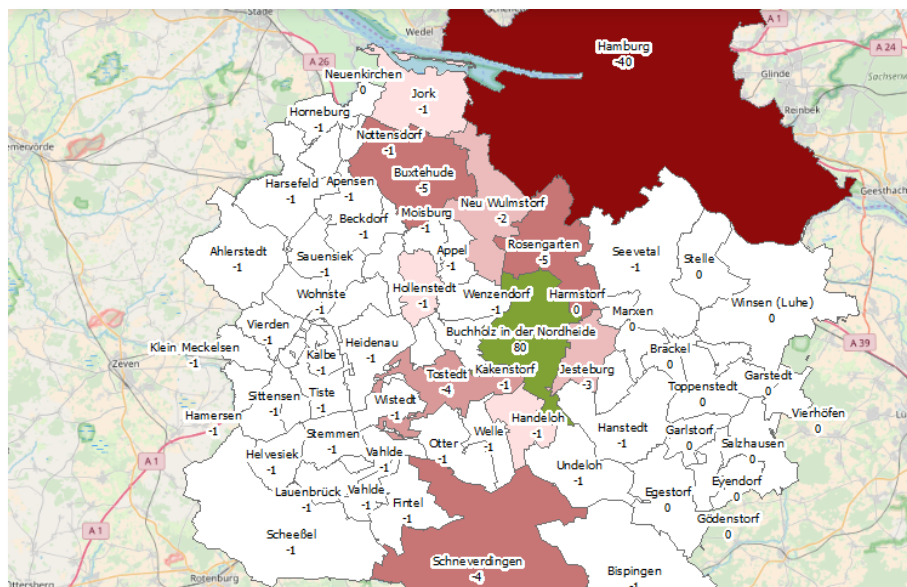 Stade
Wedel
A 1
A 26
A 24
Hamburg
-40
Glinde
Reinbek
Neuenkirchen
0
Jork
-1
Horneburg
-1
Nottensdorf
-1
Buxtehude
-5
Geesthach
Harsefeld
-1
Apensen
-1
Neu Wulmstorf
-2
Beckdorf
-1
Moisburg
-1
Rosengarten
-5
Ahlerstedt
-1
Sauensiek
-1
Appel
-1
Seevetal
-1
Stelle
0
Wohnste
-1
Hollenstedt
-1
Wenzendorf
-1
Harmstorf
0
Marxen
0
Winsen (Luhe)
0
Vierden
-1
Buchholz in der Nordheide
80
A 39
Klein Meckelsen
-1
Zeven
Kalbe
-1
Heidenau
-1
Brackel
0
Tostedt
-4
Kakenstorf
-1
Jesteburg
-3
Toppenstedt
0
Garstedt
0
Sittensen
-1
Tiste
-1
Wistedt
-1
Hamersen
-1
Handeloh
-1
Vierhöfen
0
Stemmen
-1
Otter
-1
Welle
-1
Hanstedt
-1
Garlstorf
0
Salzhausen
0
Helvesiek
-1
Vahlde
-1
Undeloh
-1
A 1
Lauenbrück
-1
Vahlde
-1
Egestorf
0
Eyendorf
0
Fintel
-1
Gödenstorf
0
Scheeßel
-1
A 1
Schneverdingen
-4
Bispingen
-1
Rotenburg